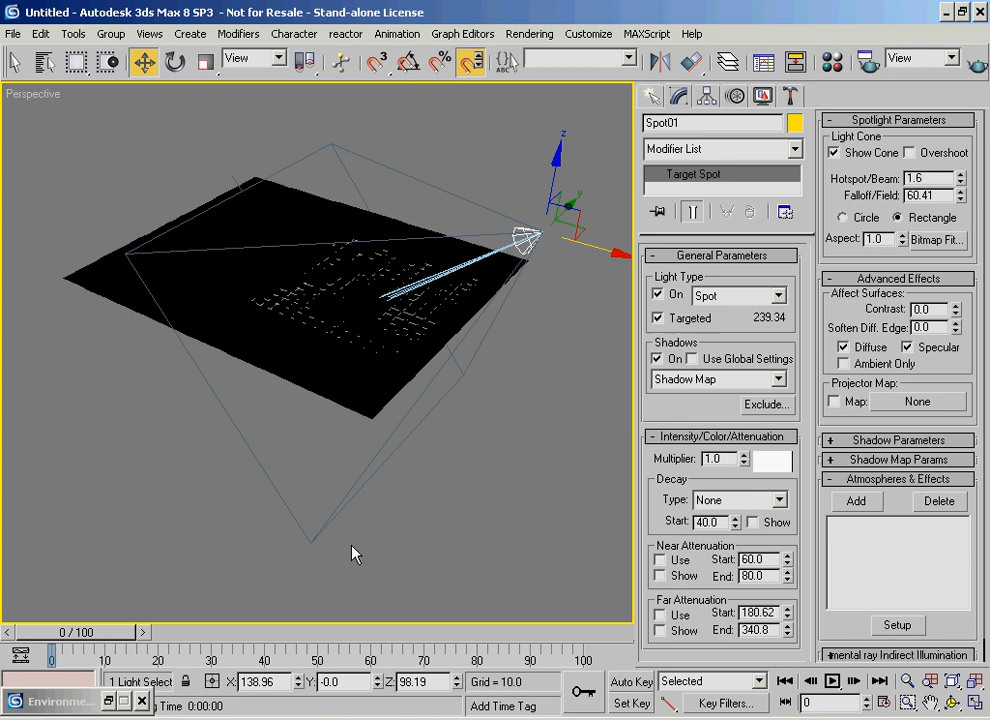 Untitled - Autodesk 3ds Max 8 SP3 - Not for Resale - Stand-alone License
File Edit Tools Group Views Create Modifiers Character reactor Animation Graph Editors Rendering Customize MAXScript Help
View
3
%
ABC
View
Perspective
z
y
Spot01
Modifier List
Target Spot
General Parameters
Light Type
On Spot
Targeted 239.34
Shadows
On Use Global Settings
Shadow Map
Exclude...
Intensity/Color/Attenuation
Multiplier: 1.0
Decay
Type: None
Start: 40.0 Show
Near Attenuation
Use Start: 60.0
Show End: 80.0
Far Attenuation
Use Start: 180.62
Show End: 340.8
Spotlight Parameters
Light Cone
Show Cone Overshoot
Hotspot/Beam: 1.6
Falloff/Field: 60.41
Circle Rectangle
Aspect: 1.0 Bitmap Fit...
Advanced Effects
Affect Surfaces:
Contrast: 0.0
Soften Diff. Edge: 0.0
Diffuse Specular
Ambient Only
Projector Map:
Map: None
Shadow Parameters
Shadow Map Params
Atmospheres & Effects
Add Delete
Setup
mental ray Indirect Illumination
0 / 100
0 10 20 30 40 50 60 70 80 90 100
1 Light Select X: 138.96 Y: -0.0 Z: 98.19 Grid = 10.0
Auto Key Selected
Environme...
g Time 0:00:00 Add Time Tag
Set Key Key Filters... 0